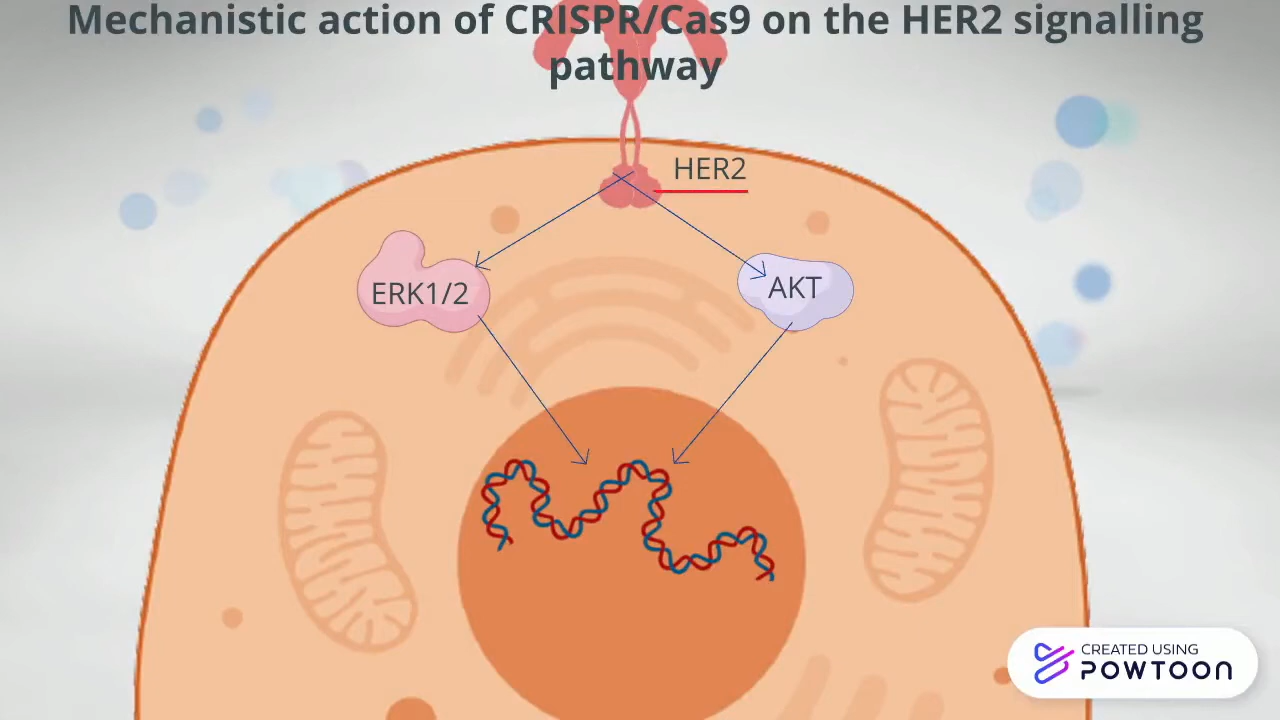 Mechanistic action of CRISPR/Cas9 on the HER2 signalling
pathway
HER2
ERK1/2
AKT
CREATED USING
POWTOON